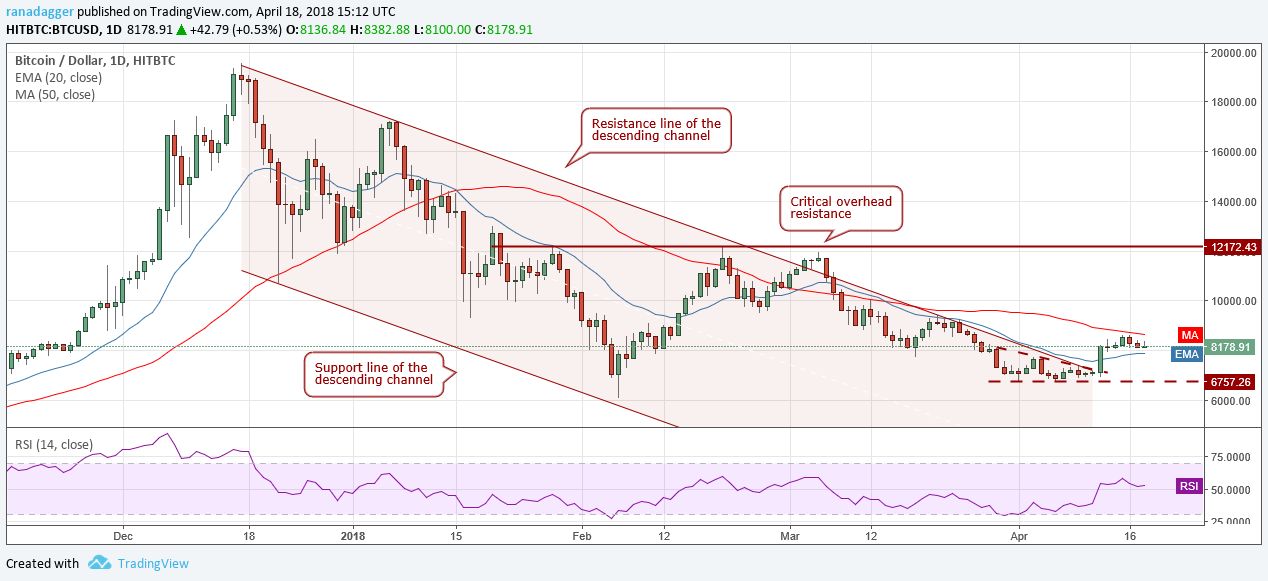 ranadagger published on TradingView.com, April 18, 2018 15:12 UTC
HITBTC:BTCUSD, 1D 8178.91 ▲ +42.79 (+0.53%) O:8136.84 H:8382.88 L:8100.00 C:8178.91
Bitcoin / Dollar, 1D, HITBTC
EMA (20, close)
MA (50, close)
Resistance line of the
descending channel
Critical overhead
resistance
Support line of the
descending channel
20000.00
18000.00
16000.00
14000.00
12172.43
10000.00
MA
8178.91
EMA
6757.26
6000.00
RSI (14, close)
75.0000
RSI
50.0000
25.0000
Dec 18 2018 15 Feb 12 Mar 12 Apr 16
Created with TradingView